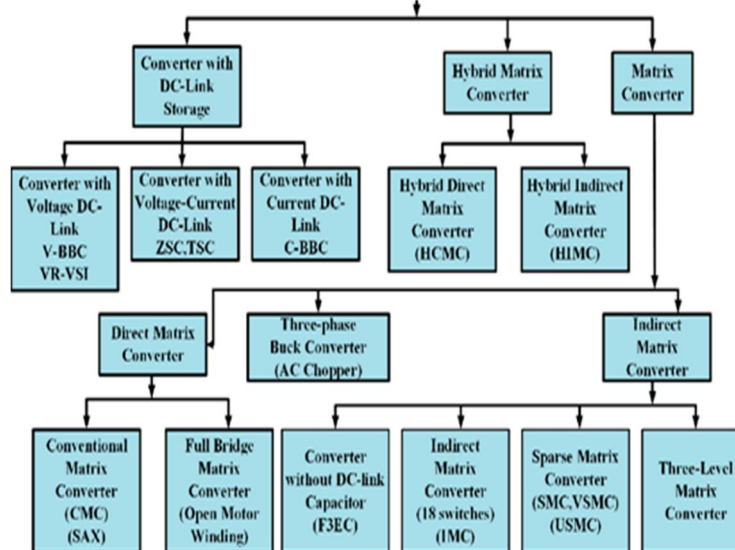 Converter with
DC-Link
Storage
Hybrid Matrix
Converter
Matrix
Converter
Converter with
Voltage DC-
Link
V-BBC
VR-VSI
Converter with
Voltage-Current
DC-Link
ZSC,TSC
Converter with
Current DC-
Link
C-BBC
Hybrid Direct
Matrix
Converter
(HCMC)
Hybrid Indirect
Matrix
Converter
(HIMC)
Direct Matrix
Converter
Three-phase
Buck Converter
(AC Chopper)
Indirect
Matrix
Converter
Conventional
Matrix
Converter
(CMC)
(SAX)
Full Bridge
Matrix
Converter
(Open Motor
Winding)
Converter
without DC-link
Capacitor
(F3EC)
Indirect
Matrix
Converter
(18 switches)
(IMC)
Sparse Matrix
Converter
(SMC,VSMC)
(USMC)
Three-Level
Matrix
Converter